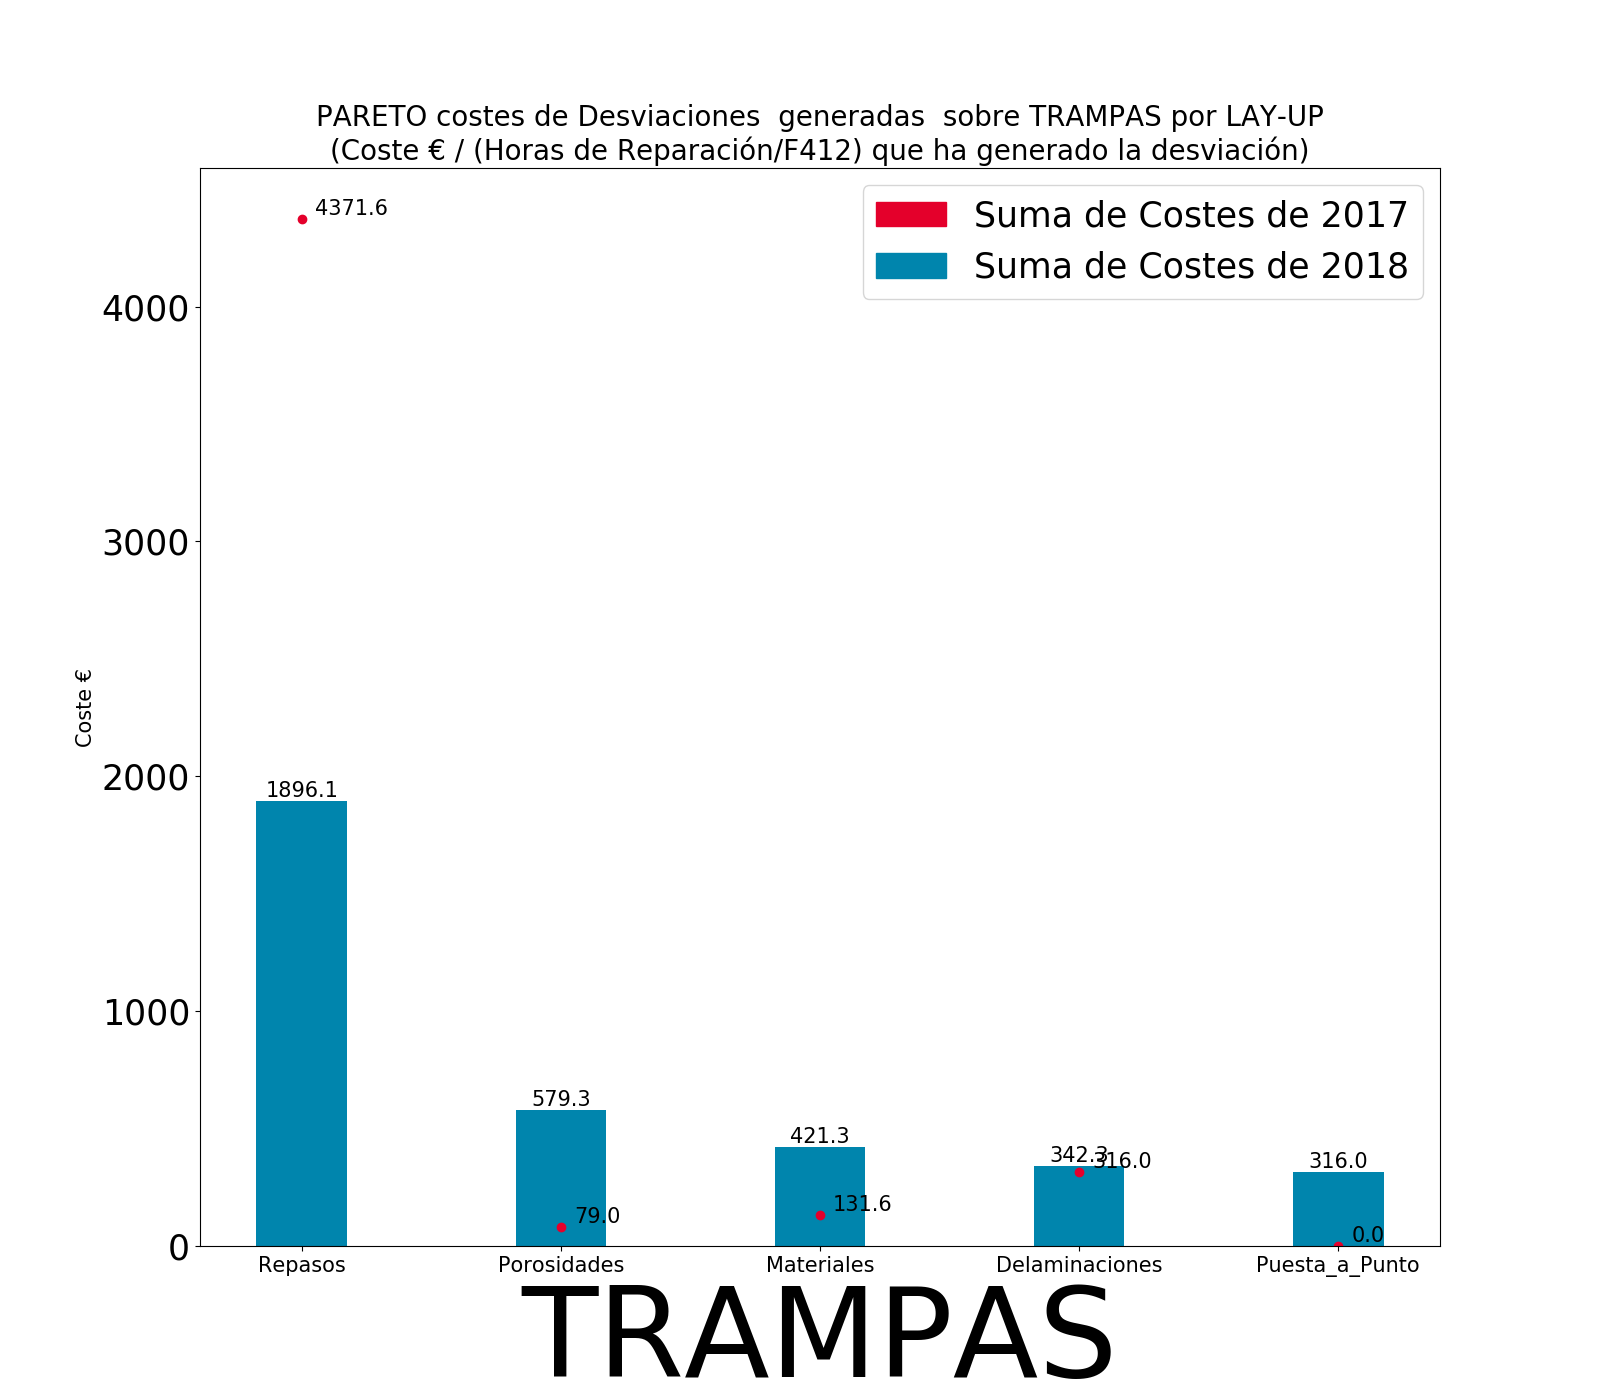 PARETO costes de Desviaciones  generadas  sobre TRAMPAS por LAY-UP
(Coste € / (Horas de Reparación/F412) que ha generado la desviación)
Suma de Costes de 2017
Suma de Costes de 2018
Coste €
4000
3000
2000
1000
0
4371.6
1896.1
579.3
79.0
421.3
131.6
342.3
316.0
316.0
0.0
Repasos
Porosidades
Materiales
Delaminaciones
Puesta_a_Punto
TRAMPAS